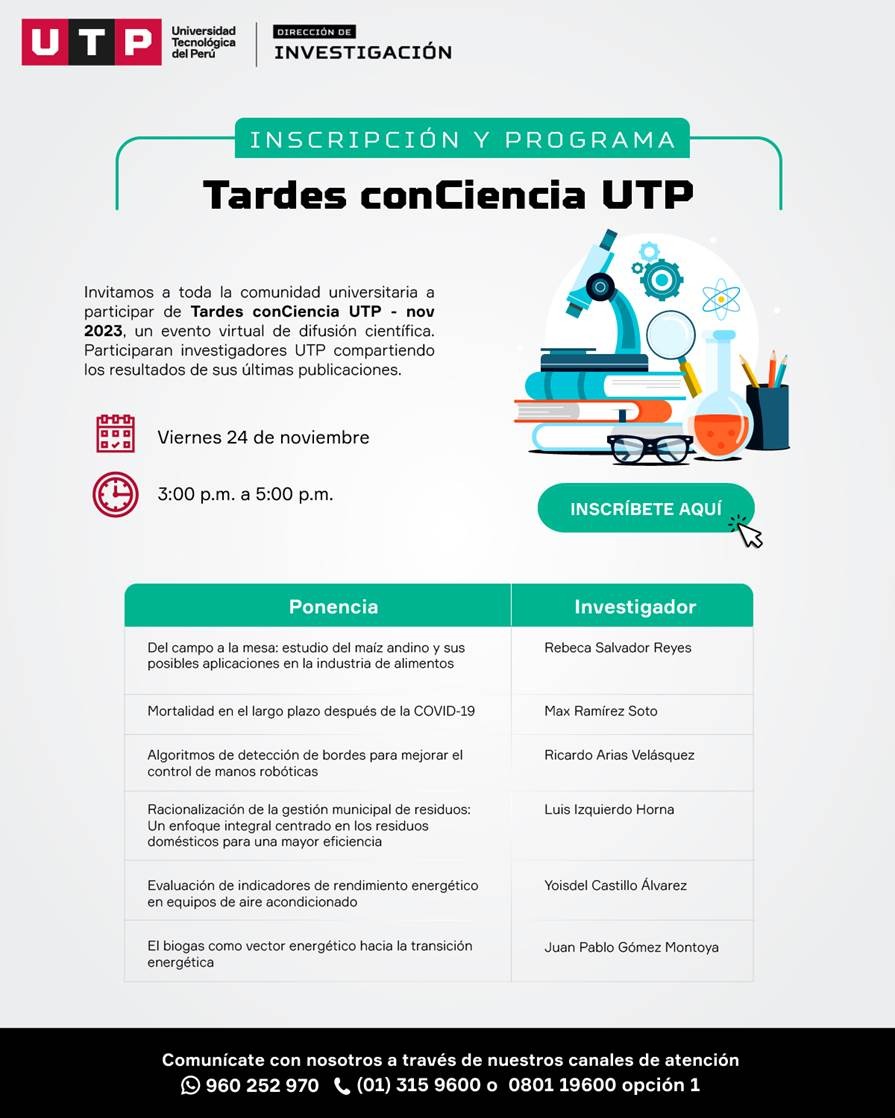 UTP
Universidad
Tecnológica
del Perú
DIRECCIÓN DE
INVESTIGACIÓN
INSCRIPCIÓN Y PROGRAMA
Tardes conCiencia UTP
Invitamos a toda la comunidad universitaria a
participar de Tardes conCiencia UTP - nov
2023, un evento virtual de difusión científica.
Participaran investigadores UTP compartiendo
los resultados de sus últimas publicaciones.
Viernes 24 de noviembre
3:00 p.m. a 5:00 p.m.
INSCRÍBETE AQUÍ
Ponencia Investigador
Del campo a la mesa: estudio del maíz andino y sus
posibles aplicaciones en la industria de alimentos
Rebeca Salvador Reyes
Mortalidad en el largo plazo después de la COVID-19
Max Ramírez Soto
Algoritmos de detección de bordes para mejorar el
control de manos robóticas
Ricardo Arias Velásquez
Racionalización de la gestión municipal de residuos:
Un enfoque integral centrado en los residuos
domésticos para una mayor eficiencia
Luis Izquierdo Horna
Evaluación de indicadores de rendimiento energético
en equipos de aire acondicionado
Yoisdel Castillo Álvarez
El biogas como vector energético hacia la transición
energética
Juan Pablo Gómez Montoya
Comunícate con nosotros a través de nuestros canales de atención
960 252 970 (01) 315 9600 o 0801 19600 opción 1